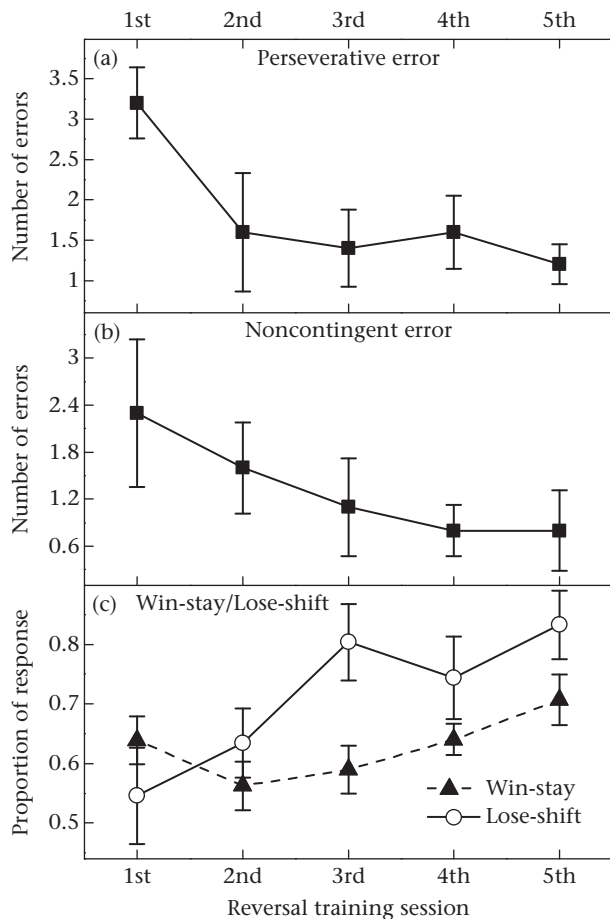 1st 2nd 3rd 4th 5th
(a) Perseverative error
Number of errors
3.5
3
2.5
2
1.5
1
(b) Noncontingent error
Number of errors
3
2.4
1.8
1.2
0.6
(c) Win-stay/Lose-shift
Proportion of response
0.8
0.7
0.6
0.5
Win-stay
Lose-shift
1st 2nd 3rd 4th 5th
Reversal training session